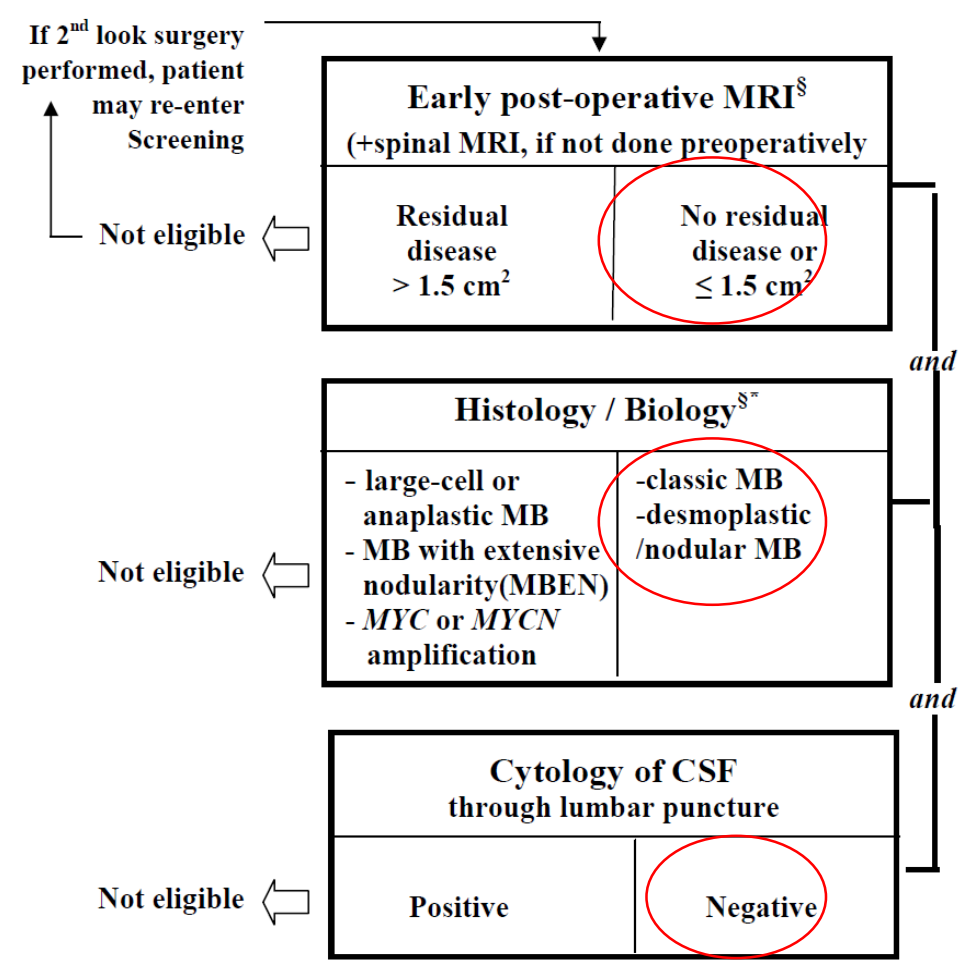 If 2nd look surgery
performed, patient
may re-enter
Screening
Early post-operative MRI§
(+spinal MRI, if not done preoperatively
Not eligible
Residual
disease
> 1.5 cm2
No residual
disease or
≤ 1.5 cm2
and
Histology / Biology§*
Not eligible
- large-cell or
anaplastic MB
- MB with extensive
nodularity(MBEN)
- MYC or MYCN
amplification
-classic MB
-desmoplastic
/nodular MB
and
Cytology of CSF
through lumbar puncture
Not eligible
Positive
Negative